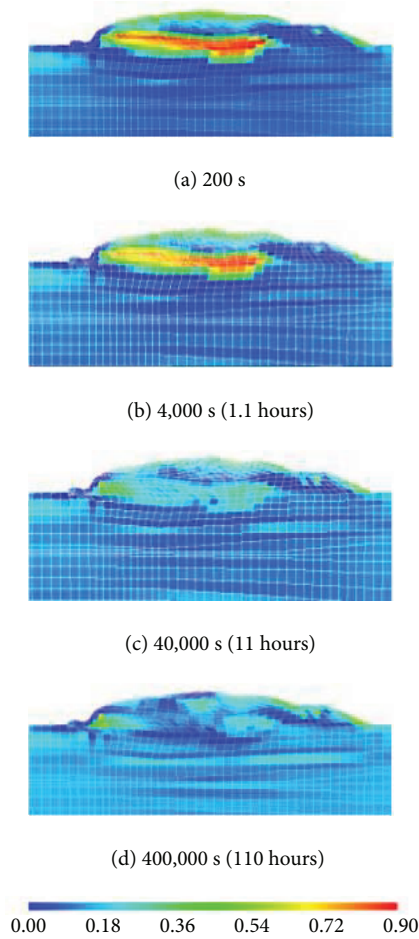 (a) 200 s
(b) 4,000 s (1.1 hours)
(c) 40,000 s (11 hours)
(d) 400,000 s (110 hours)
0.00 0.18 0.36 0.54 0.72 0.90